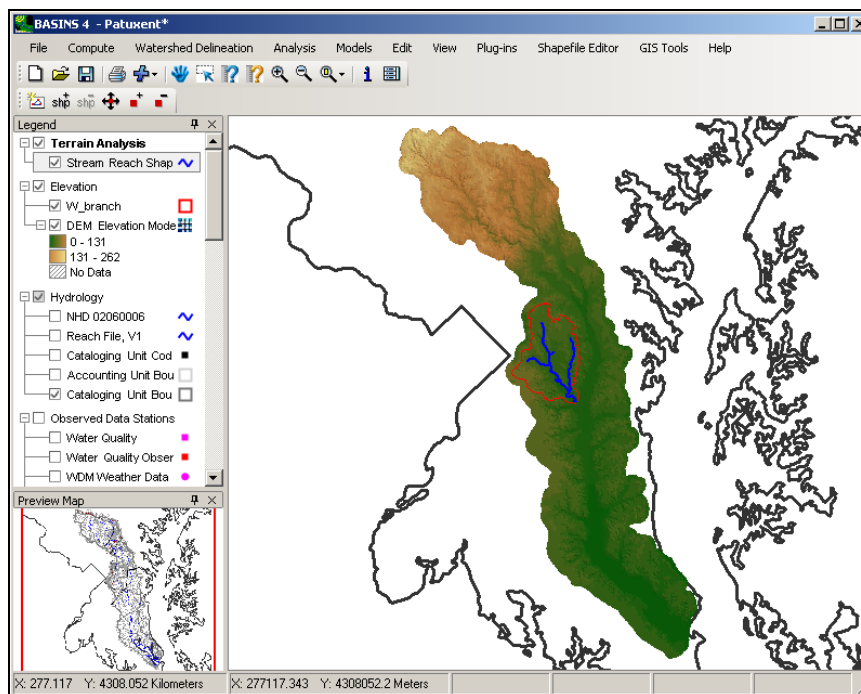 BASINS 4 - Patuxent*
File Compute Watershed Delineation Analysis Models Edit View Plug-ins Shapefile Editor GIS Tools Help
shp shp
Legend
Terrain Analysis
Stream Reach Shap
Elevation
W_branch
DEM Elevation Mode
0 - 131
131 - 262
No Data
Hydrology
NHD 02060006
Reach File, V1
Cataloging Unit Cod
Accounting Unit Bou
Cataloging Unit Bou
Observed Data Stations
Water Quality
Water Quality Obser
WDM Weather Data
Preview Map
X: 277.117 Y: 4308.052 Kilometers X: 277117.343 Y: 4308052.2 Meters